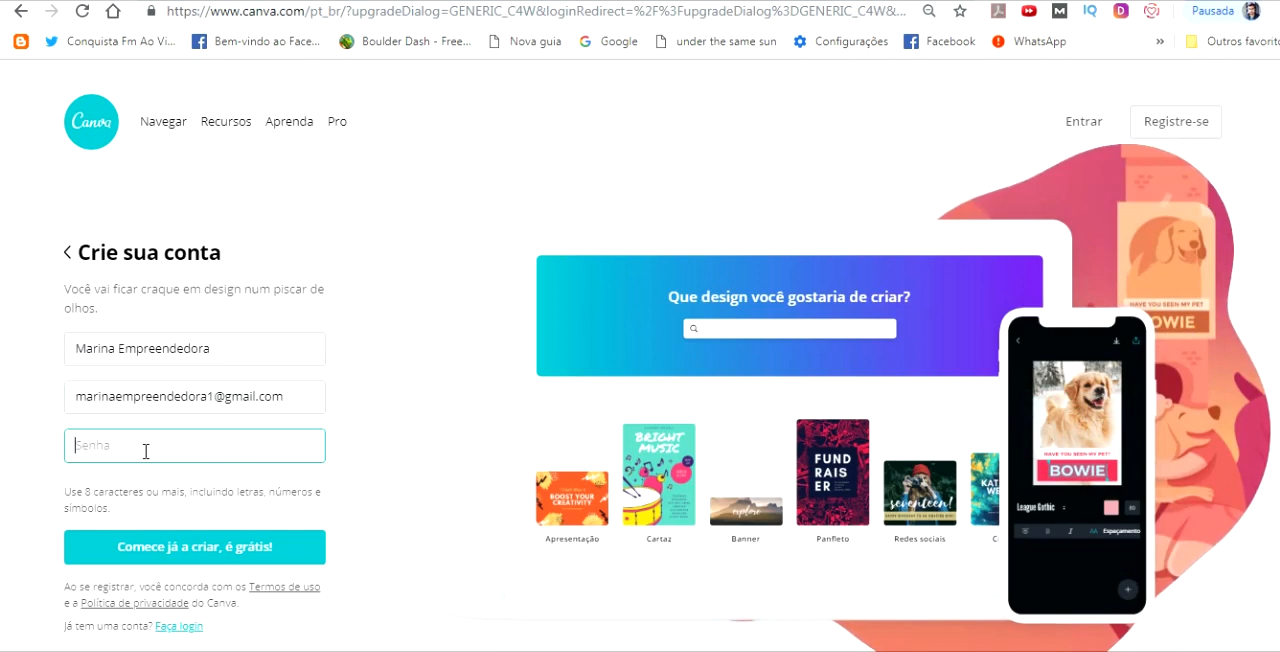 https://www.canva.com/pt_br/?upgradeDialog=GENERIC_C4W&loginRedirect=%2F%3FupgradeDialog%3DGENERIC_C4W&...
Pausada
Conquista Fm Ao Vi...
Bem-vindo ao Face...
Boulder Dash - Free...
Nova guia
Google
under the same sun
Configurações
Facebook
WhatsApp
»
Outros favorito
Canva
Navegar
Recursos
Aprenda
Pro
Entrar
Registre-se
Crie sua conta
Você vai ficar craque em design num piscar de
olhos.
Marina Empreendedora
marinaempreendedora1@gmail.com
Senha
Use 8 caracteres ou mais, incluindo letras, números e
símbolos.
Comece já a criar, é grátis!
Ao se registrar, você concorda com os Termos de uso
e a Política de privacidade do Canva.
Já tem uma conta? Faça login
Que design você gostaria de criar?
BOOST YOUR
CREATIVITY
Apresentação
BRIGHT
MUSIC
Cartaz
explore
Banner
FUND
RAIS
ER
Panfleto
seventeen!
Redes sociais
HAVE YOU SEEN MY PET
OWIE
HAVE YOU SEEN MY PET?
BOWIE
League Gothic
80
I
AA
Espaçamento